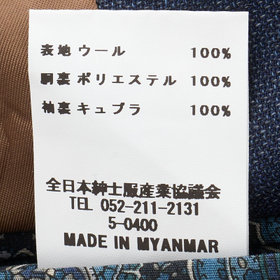 表地 ウール 100%
胴裏 ポリエステル 100%
袖裏 キュプラ 100%
全日本紳士服産業協議会
TEL 052-211-2131
5-0400
MADE IN MYANMAR